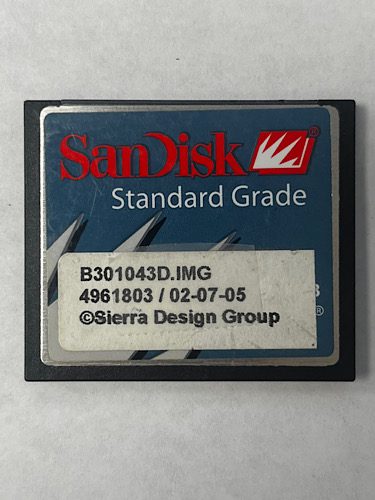 SanDisk ®
Standard Grade
B301043D.IMG
4961803 / 02-07-05
©Sierra Design Group
B
®